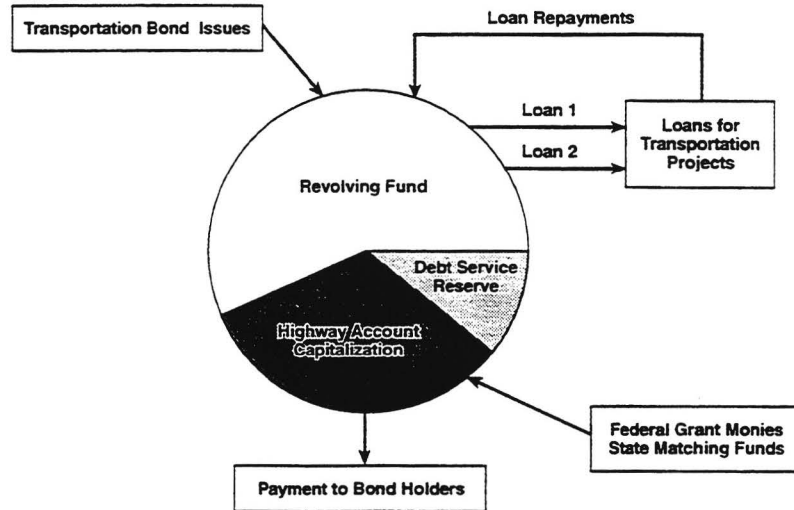 Transportation Bond Issues
Loan Repayments
Loan 1
Loan 2
Loans for
Transportation
Projects
Revolving Fund
Debt Service
Reserve
Highway Account
Capitalization
Federal Grant Monies
State Matching Funds
Payment to Bond Holders